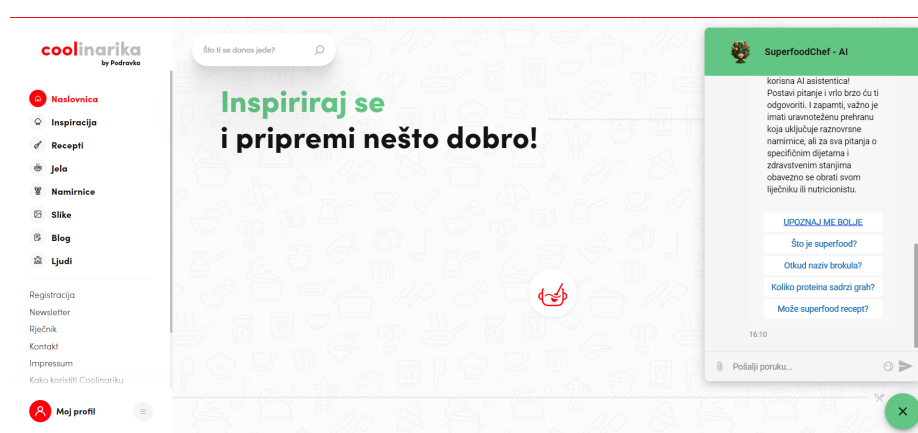 coolinarika
by Podravka
Naslovnica
Inspiracija
Recepti
Jela
Namirnice
Slike
Blog
Ljudi
Registracija
Newsletter
Rječnik
Kontakt
Impressum
Kako koristiti Coolinariku
Moj profil
Što ti se danas jede?
Inspiriraj se
i pripremi nešto dobro!
SuperfoodChef - AI
korisna AI asistentica!
Postavi pitanje i vrlo brzo ću ti
odgovoriti. I zapamti, važno je
imati uravnoteženu prehranu
koja uključuje raznovrsne
namirnice, ali za sva pitanja o
specifičnim dijetama i
zdravstvenim stanjima
obavezno se obrati svom
liječniku ili nutricionistu.
UPOZNAJ ME BOLJE
Što je superfood?
Otkud naziv brokula?
Koliko proteina sadrzi grah?
Može superfood recept?
16:10
Pošalji poruku...